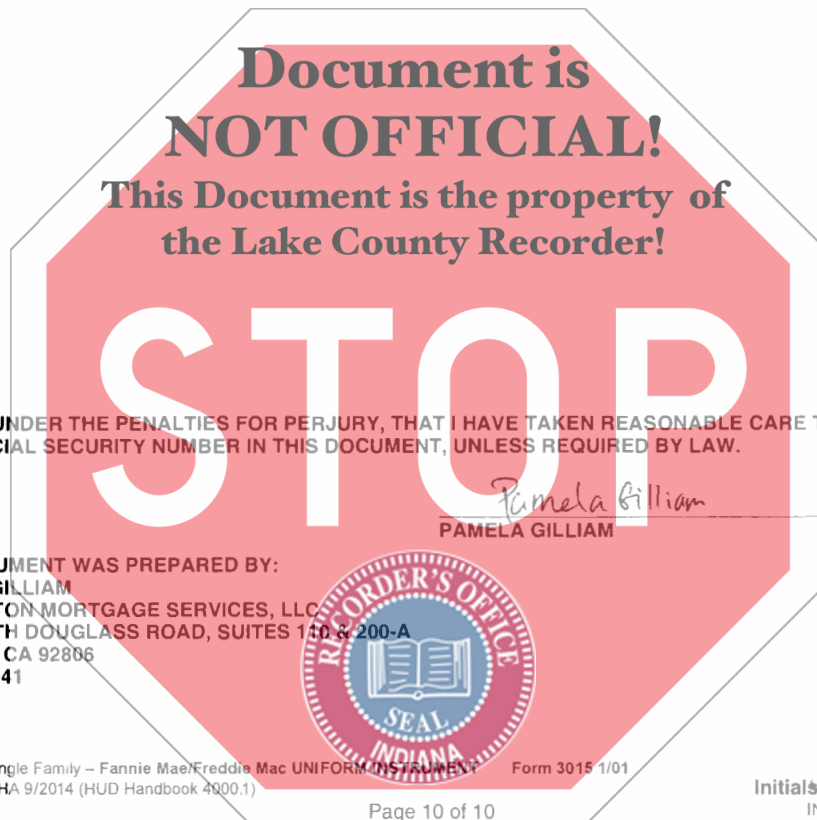 Document is
NOT OFFICIAL!
This Document is the property of
the Lake County Recorder!
STOP
UNDER THE PENALTIES FOR PERJURY, THAT I HAVE TAKEN REASONABLE CARE T
CIAL SECURITY NUMBER IN THIS DOCUMENT, UNLESS REQUIRED BY LAW.
Pamela Gilliam
PAMELA GILLIAM
UMENT WAS PREPARED BY:
GILLIAM
TON MORTGAGE SERVICES, LLC
TH DOUGLASS ROAD, SUITES 110 & 200-A
CA 92806
41
RECORDER'S OFFICE
SEAL
INDIANA
ngle Family – Fannie Mae/Freddie Mac UNIFORM INSTRUMENT Form 3015 1/01
HA 9/2014 (HUD Handbook 4000.1)
Initials
Page 10 of 10
IN